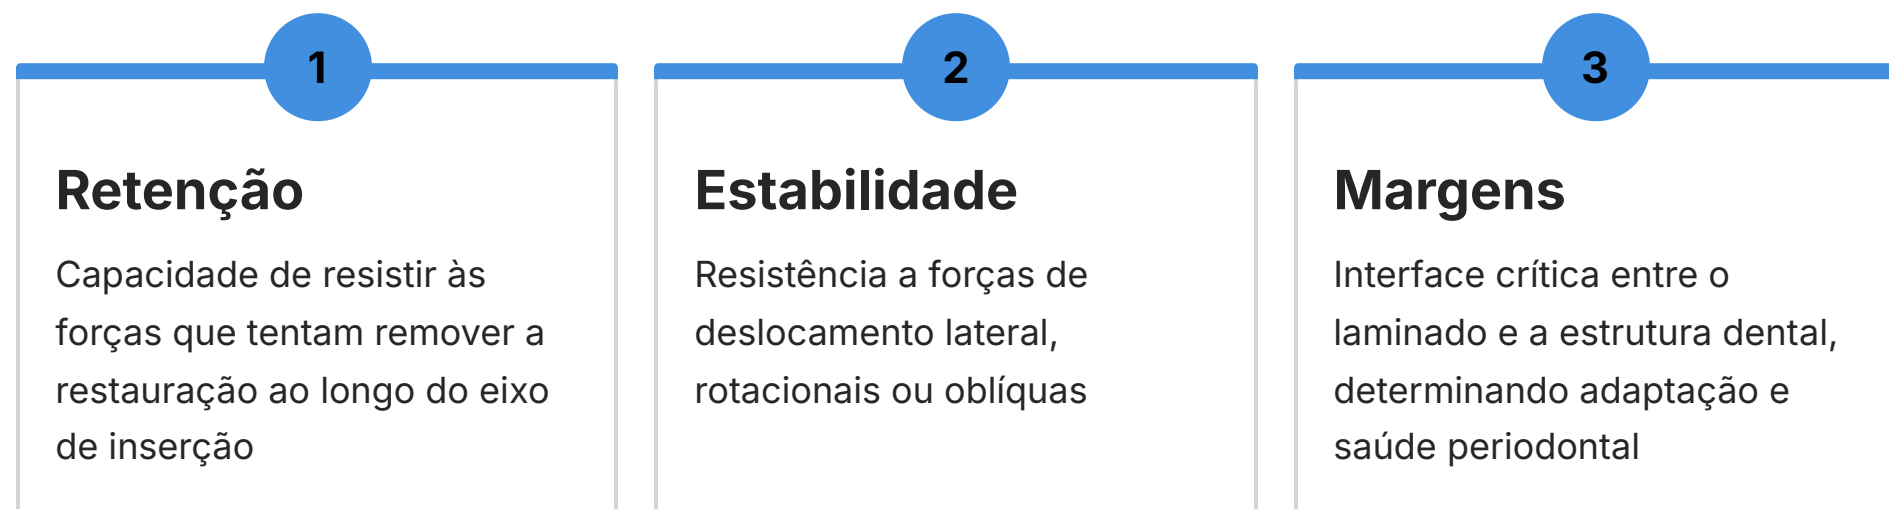 1
Retenção
Capacidade de resistir às
forças que tentam remover a
restauração ao longo do eixo
de inserção
2
Estabilidade
Resistência a forças de
deslocamento lateral,
rotacionais ou oblíquas
3
Margens
Interface crítica entre o
laminado e a estrutura dental,
determinando adaptação e
saúde periodontal